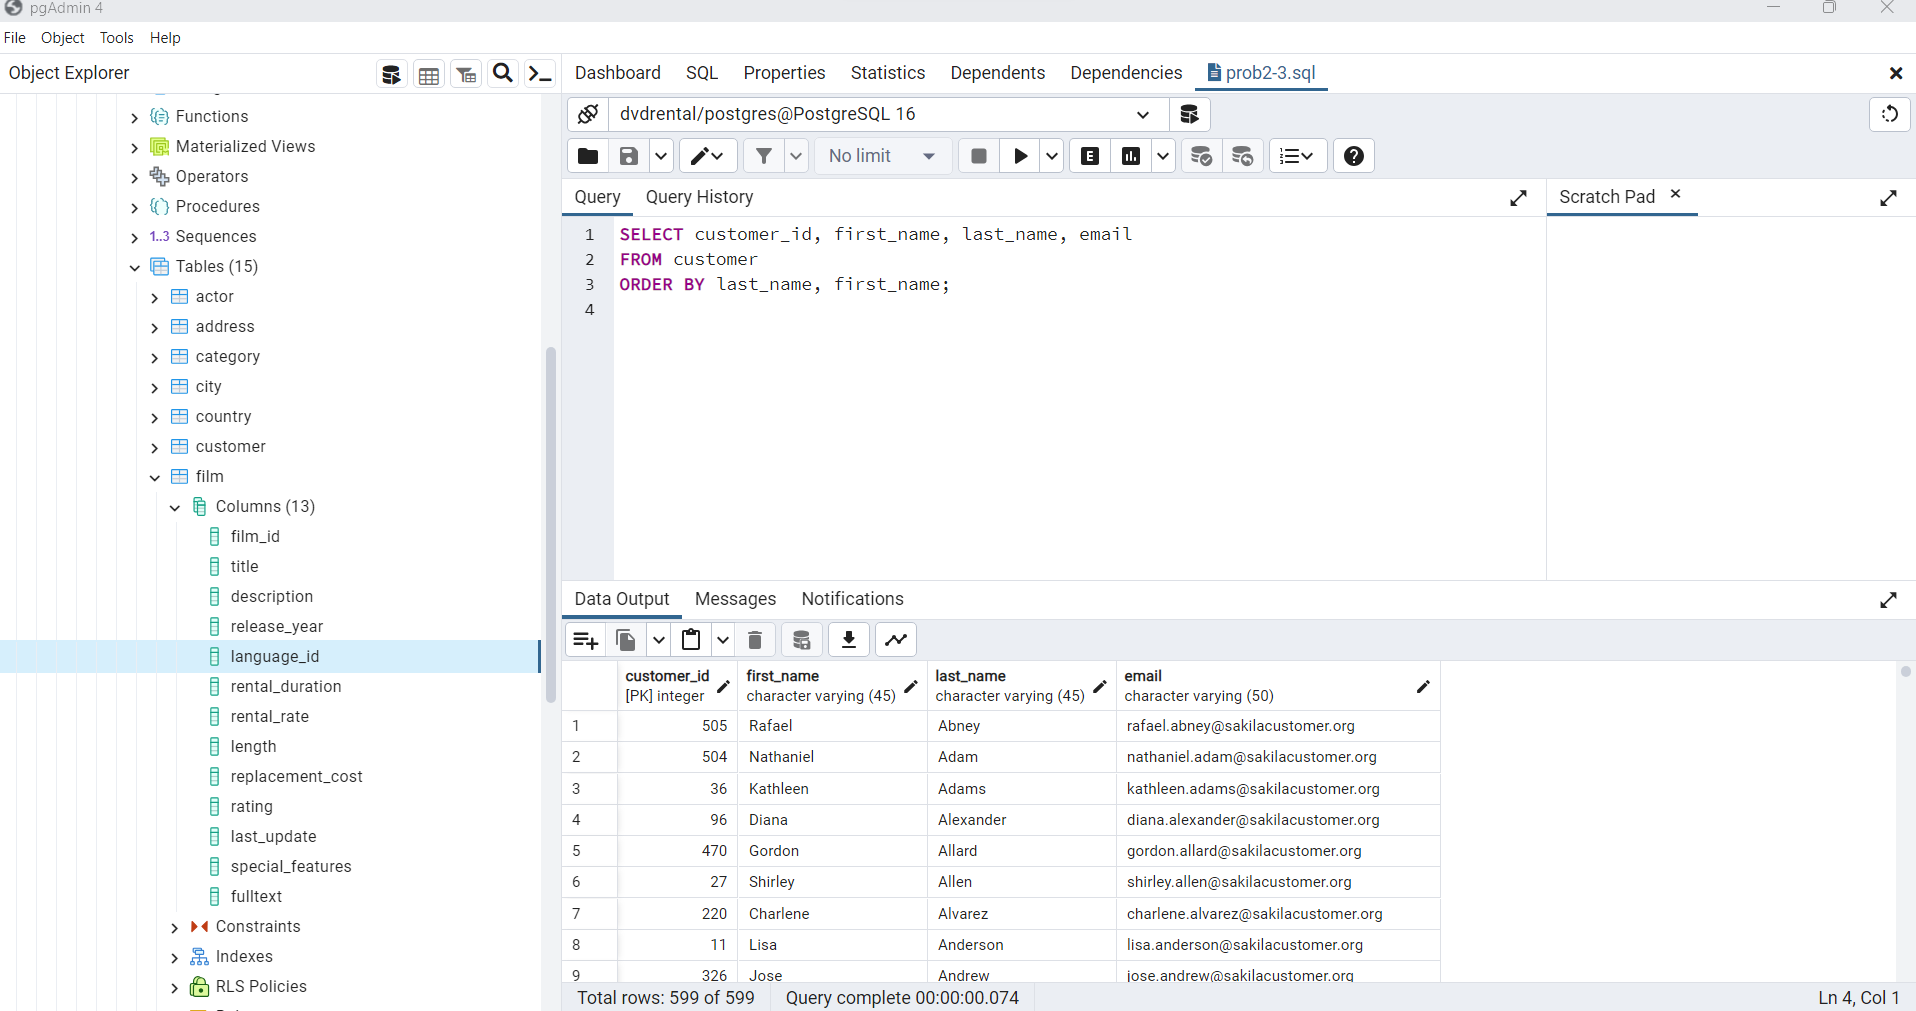 pgAdmin 4
File Object Tools Help
Object Explorer
Dashboard SQL Properties Statistics Dependents Dependencies prob2-3.sql
Functions
Materialized Views
Operators
Procedures
1..3 Sequences
Tables (15)
actor
address
category
city
country
customer
film
Columns (13)
film_id
title
description
release_year
language_id
rental_duration
rental_rate
length
replacement_cost
rating
last_update
special_features
fulltext
Constraints
Indexes
RLS Policies
dvdrental/postgres@PostgreSQL 16
No limit
E
Query Query History
Scratch Pad
1 SELECT customer_id, first_name, last_name, email
2 FROM customer
3 ORDER BY last_name, first_name;
4
Data Output Messages Notifications
customer_id first_name last_name email
[PK] integer character varying (45) character varying (45) character varying (50)
1 505 Rafael Abney rafael.abney@sakilacustomer.org
2 504 Nathaniel Adam nathaniel.adam@sakilacustomer.org
3 36 Kathleen Adams kathleen.adams@sakilacustomer.org
4 96 Diana Alexander diana.alexander@sakilacustomer.org
5 470 Gordon Allard gordon.allard@sakilacustomer.org
6 27 Shirley Allen shirley.allen@sakilacustomer.org
7 220 Charlene Alvarez charlene.alvarez@sakilacustomer.org
8 11 Lisa Anderson lisa.anderson@sakilacustomer.org
9 326 Jose Andrew jose.andrew@sakilacustomer.org
Total rows: 599 of 599 Query complete 00:00:00.074 Ln 4, Col 1